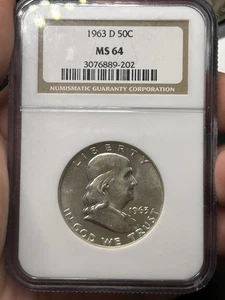 1963 D 50C
MS 64
3076889-202
NUMISMATIC GUARANTY CORPORATION
LIBERTY
1963
IN GOD WE TRUST